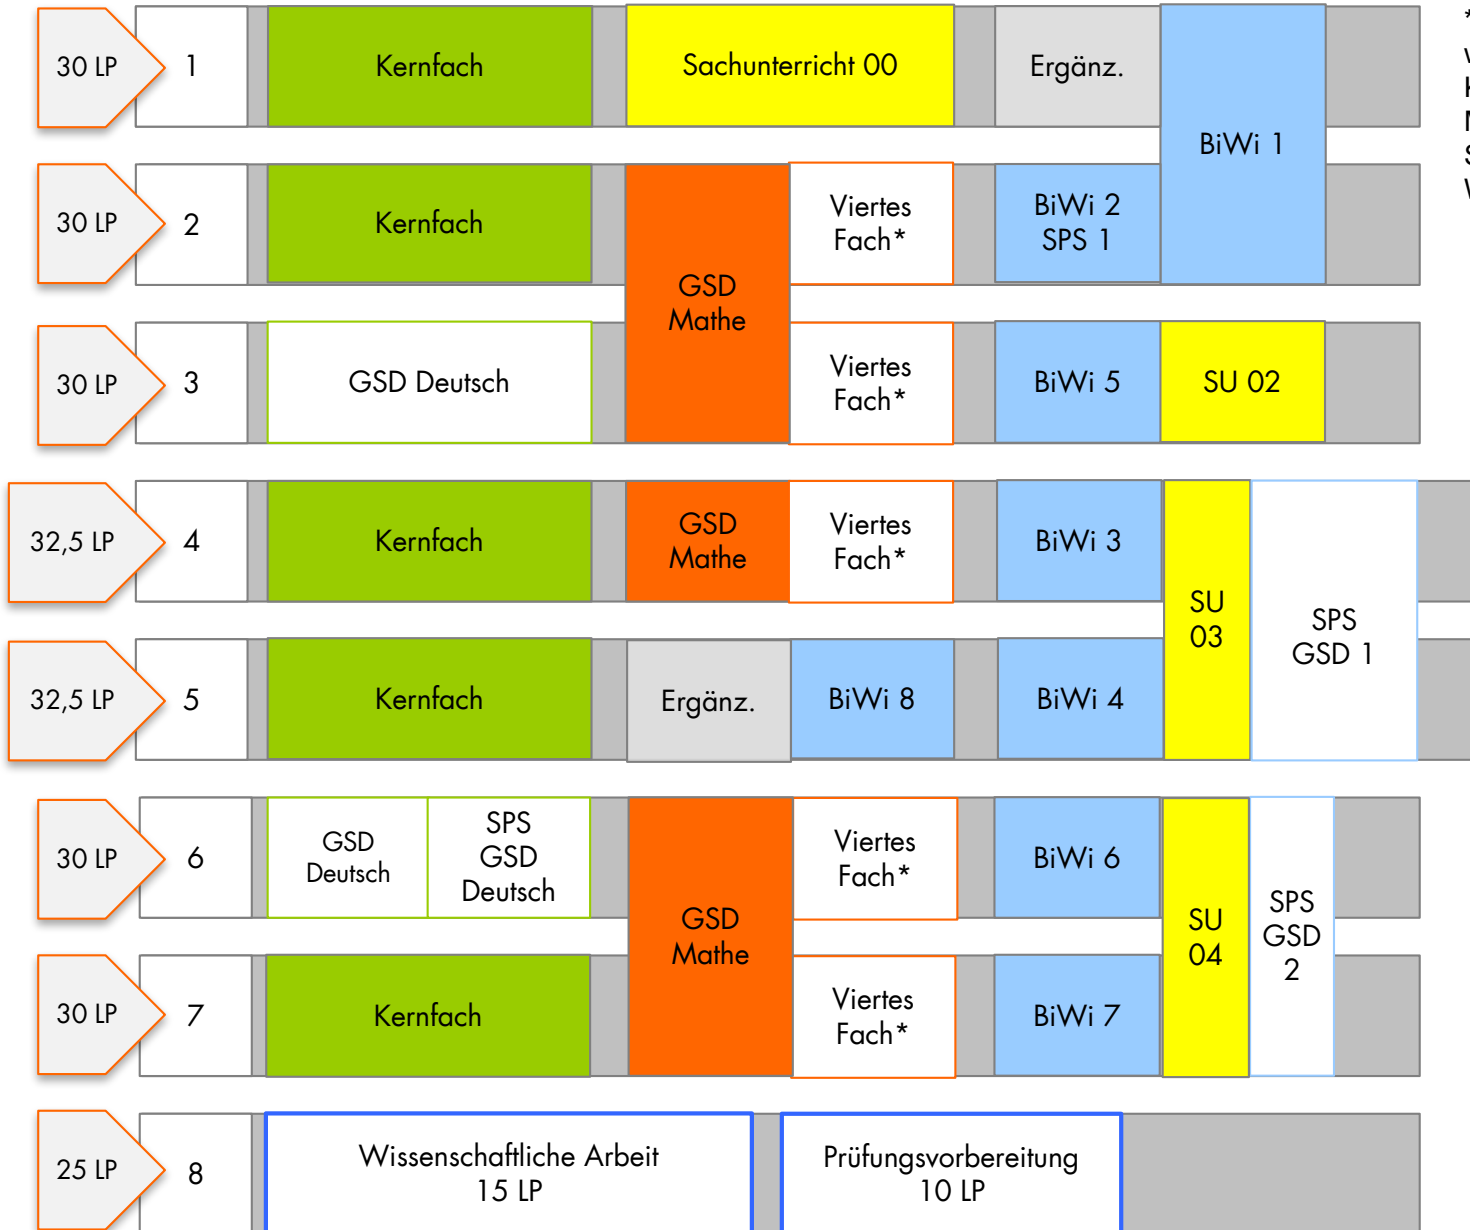 30 LP
1
Kernfach
Sachunterricht 00
Ergänz.
BiWi 1
*
30 LP
2
Kernfach
GSD
Mathe
Viertes
Fach*
BiWi 2
SPS 1
30 LP
3
GSD Deutsch
Viertes
Fach*
BiWi 5
SU 02
32,5 LP
4
Kernfach
GSD
Mathe
Viertes
Fach*
BiWi 3
SU
03
SPS
GSD 1
32,5 LP
5
Kernfach
Ergänz.
BiWi 8
BiWi 4
30 LP
6
GSD
Deutsch
SPS
GSD
Deutsch
GSD
Mathe
Viertes
Fach*
BiWi 6
SU
04
SPS
GSD
2
30 LP
7
Kernfach
Viertes
Fach*
BiWi 7
25 LP
8
Wissenschaftliche Arbeit
15 LP
Prüfungsvorbereitung
10 LP